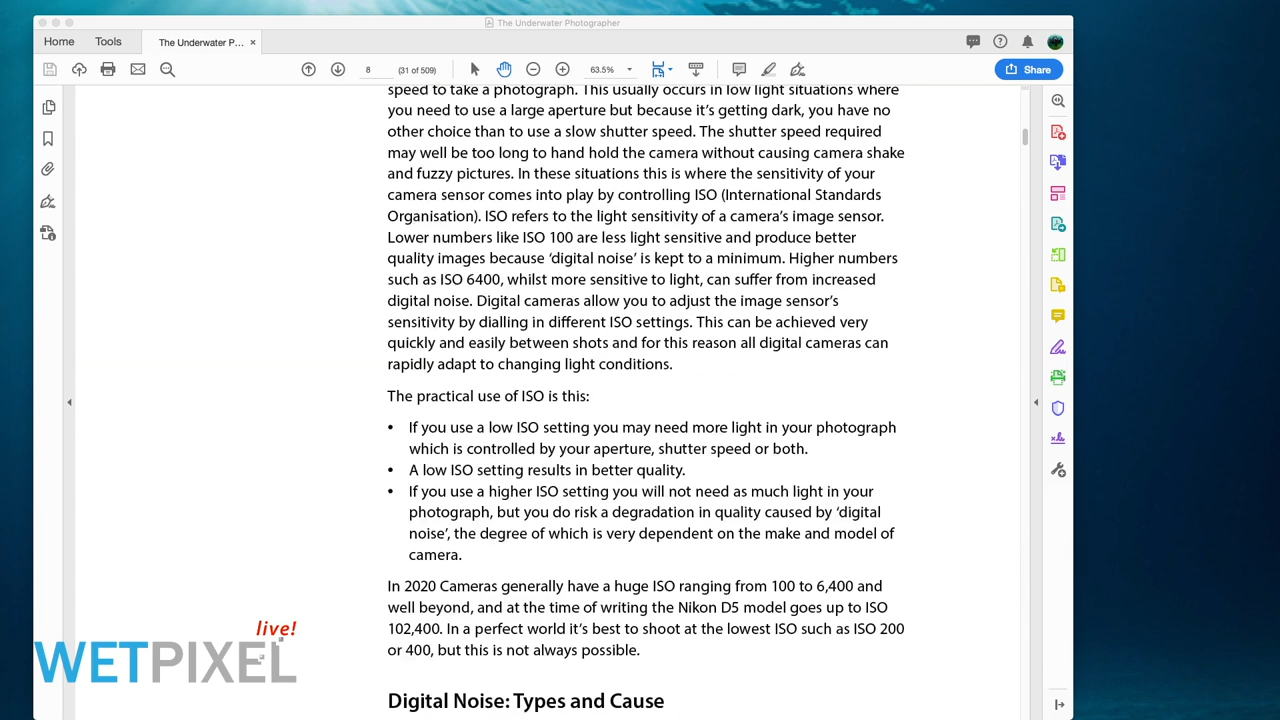 The Underwater Photographer
Home
Tools
The Underwater P...
×
8
(31 of 509)
63.5%
Share
speed to take a photograph. This usually occurs in low light situations where
you need to use a large aperture but because it's getting dark, you have no
other choice than to use a slow shutter speed. The shutter speed required
may well be too long to hand hold the camera without causing camera shake
and fuzzy pictures. In these situations this is where the sensitivity of your
camera sensor comes into play by controlling ISO (International Standards
Organisation). ISO refers to the light sensitivity of a camera's image sensor.
Lower numbers like ISO 100 are less light sensitive and produce better
quality images because ‘digital noise’ is kept to a minimum. Higher numbers
such as ISO 6400, whilst more sensitive to light, can suffer from increased
digital noise. Digital cameras allow you to adjust the image sensor's
sensitivity by dialling in different ISO settings. This can be achieved very
quickly and easily between shots and for this reason all digital cameras can
rapidly adapt to changing light conditions.
The practical use of ISO is this:
• If you use a low ISO setting you may need more light in your photograph
which is controlled by your aperture, shutter speed or both.
• A low ISO setting results in better quality.
• If you use a higher ISO setting you will not need as much light in your
photograph, but you do risk a degradation in quality caused by ‘digital
noise’, the degree of which is very dependent on the make and model of
camera.
In 2020 Cameras generally have a huge ISO ranging from 100 to 6,400 and
well beyond, and at the time of writing the Nikon D5 model goes up to ISO
102,400. In a perfect world it's best to shoot at the lowest ISO such as ISO 200
or 400, but this is not always possible.
Digital Noise: Types and Cause
live!
WETPIXEL